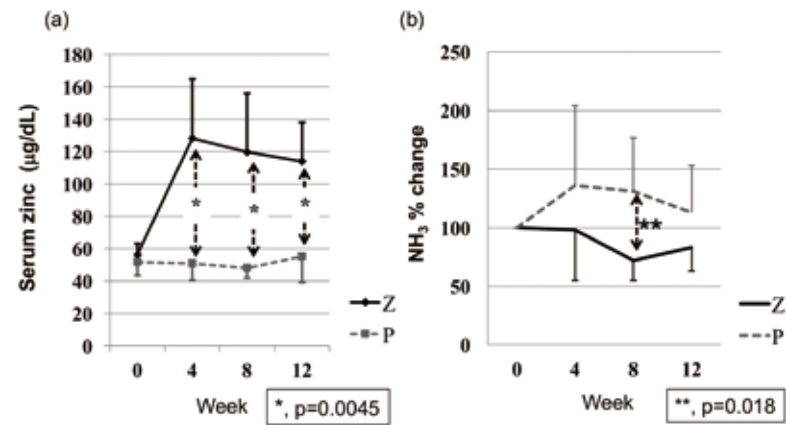 (a)
Serum zinc (µg/dL)
180
160
140
120
100
80
60
40
20
0
* * *
0 4 8 12
Week
Z
P
*, p=0.0045
(b)
NH₃ % change
250
200
150
100
50
0
**
0 4 8 12
Week
Z
P
**, p=0.018